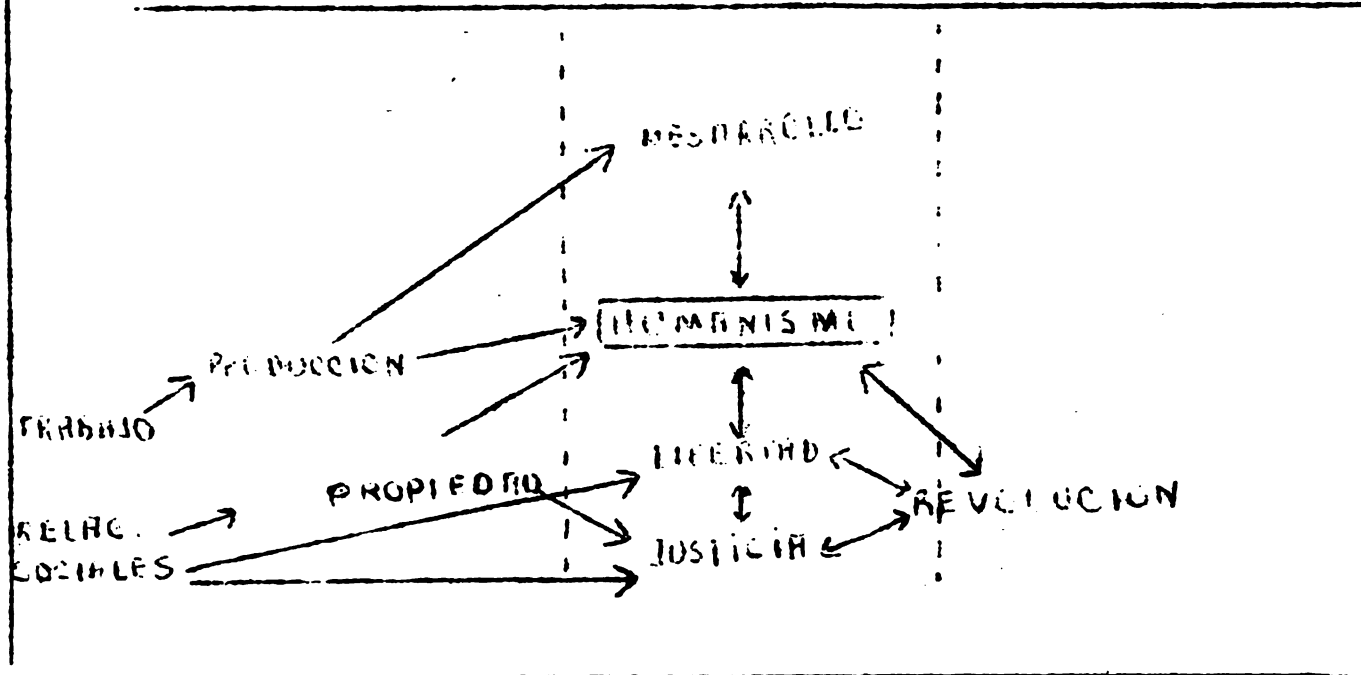 DESARROLLO
HUMANISMO
PRODUCCION
TRABAJO
LIBERTAD
PROPIEDAD
REVOLUCION
RELAC.
SOCIALES
JUSTICIA